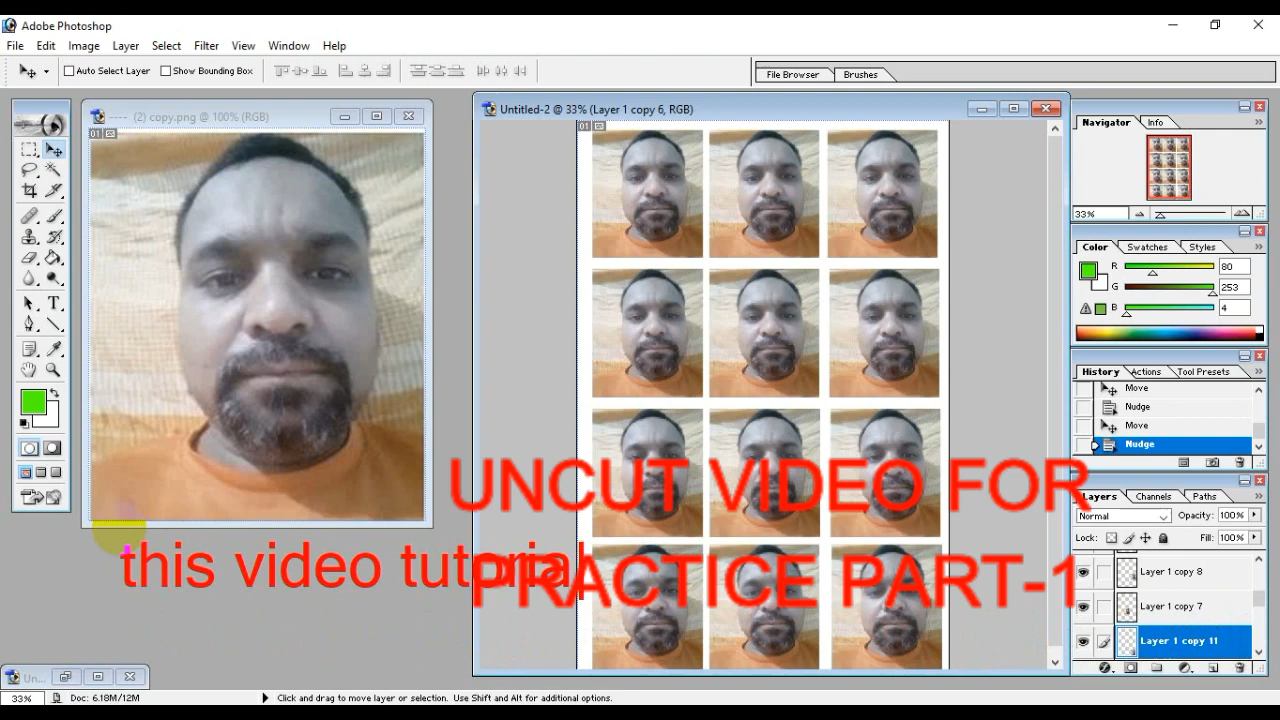 Adobe Photoshop
File Edit Image Layer Select Filter View Window Help
Auto Select Layer Show Bounding Box
File Browser Brushes
---- (2) copy.png @ 100% (RGB)
01
Untitled-2 @ 33% (Layer 1 copy 6, RGB)
01
Navigator Info
33%
Color Swatches Styles
R 80
G 253
B 4
History Actions Tool Presets
Move
Nudge
Move
Nudge
Layers Channels Paths
Normal Opacity: 100%
Lock: Fill: 100%
Layer 1 copy 8
Layer 1 copy 7
Layer 1 copy 11
UNCUT VIDEO FOR
PRACTICE PART-1
this video tutorial
Un...
33% Doc: 6.18M/12M Click and drag to move layer or selection. Use Shift and Alt for additional options.